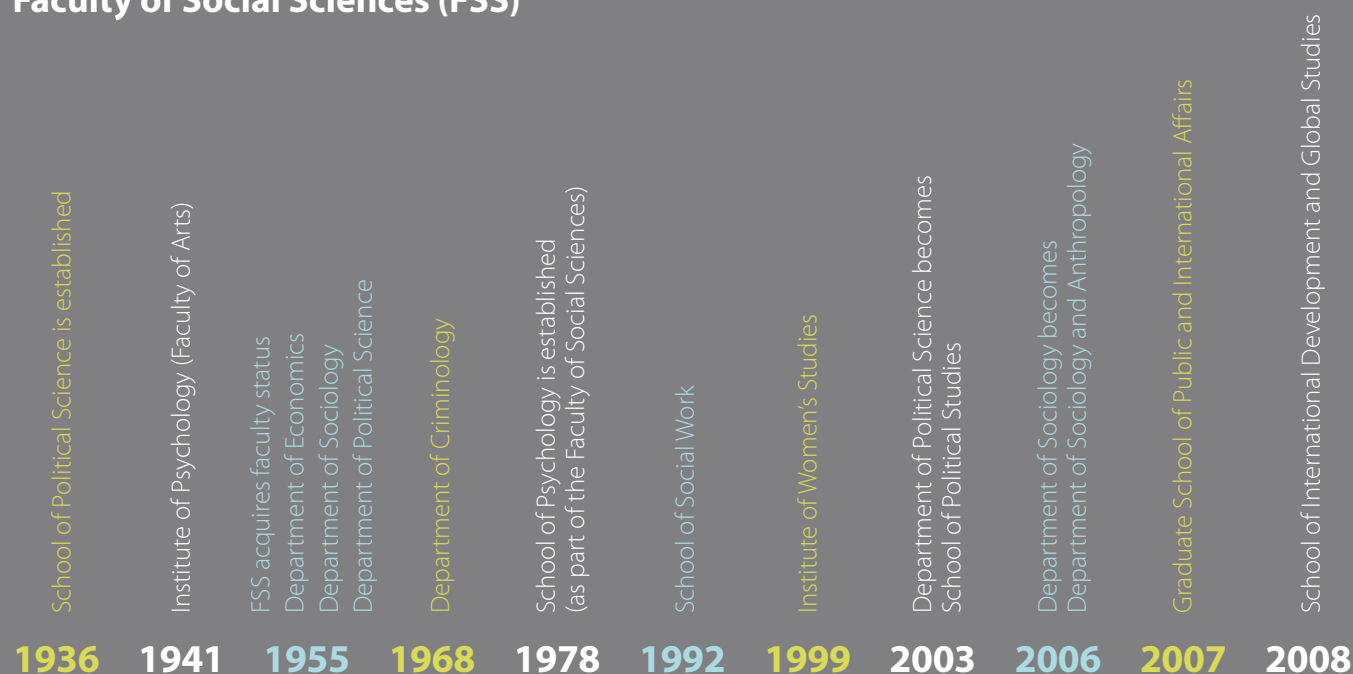 Faculty of Social Sciences (FSS)
School of Political Science is established
1936
Institute of Psychology (Faculty of Arts)
1941
FSS acquires faculty status
Department of Economics
Department of Sociology
Department of Political Science
1955
Department of Criminology
1968
School of Psychology is established
(as part of the Faculty of Social Sciences)
1978
School of Social Work
1992
Institute of Women's Studies
1999
Department of Political Science becomes
School of Political Studies
2003
Department of Sociology becomes
Department of Sociology and Anthropology
2006
Graduate School of Public and International Affairs
2007
School of International Development and Global Studies
2008